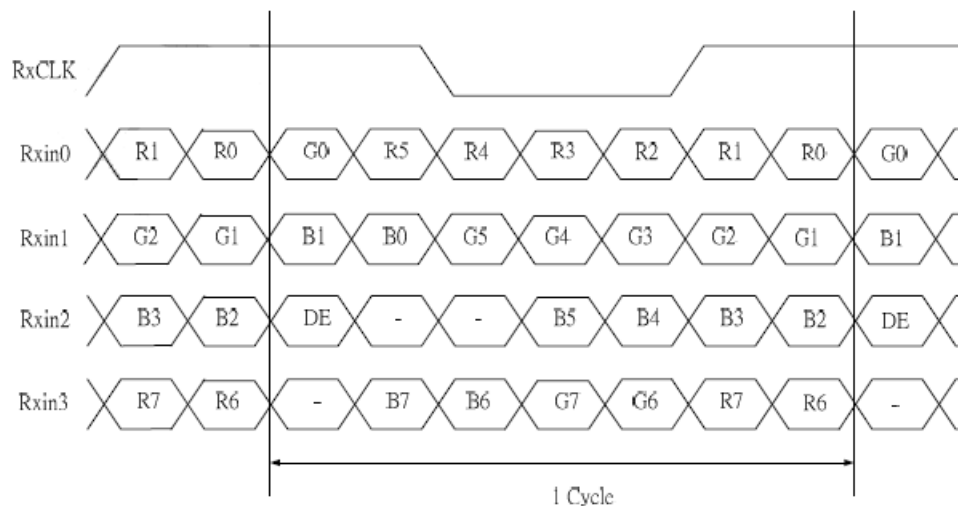 RxCLK
Rxin0 R1 R0 G0 R5 R4 R3 R2 R1 R0 G0
Rxin1 G2 G1 B1 B0 G5 G4 G3 G2 G1 B1
Rxin2 B3 B2 DE - - B5 B4 B3 B2 DE
Rxin3 R7 R6 - B7 B6 G7 G6 R7 R6 -
1 Cycle